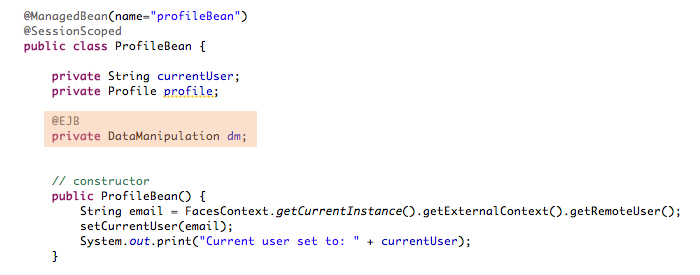 @ManagedBean(name="profileBean")
@SessionScoped
public class ProfileBean {
private String currentUser;
private Profile profile;
@EJB
private DataManipulation dm;
// constructor
public ProfileBean() {
String email = FacesContext.getCurrentInstance().getExternalContext().getRemoteUser();
setCurrentUser(email);
System.out.print("Current user set to: " + currentUser);
}